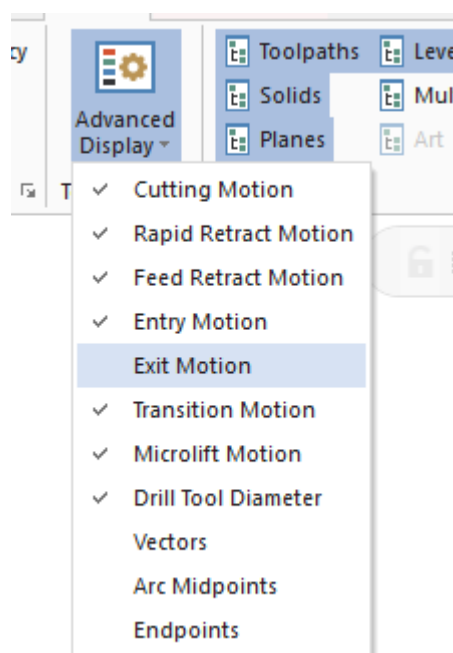 Toolpaths
Solids
Mul
Planes
Art
Advanced
Display
T
Cutting Motion
Rapid Retract Motion
Feed Retract Motion
Entry Motion
Exit Motion
Transition Motion
Microlift Motion
Drill Tool Diameter
Vectors
Arc Midpoints
Endpoints